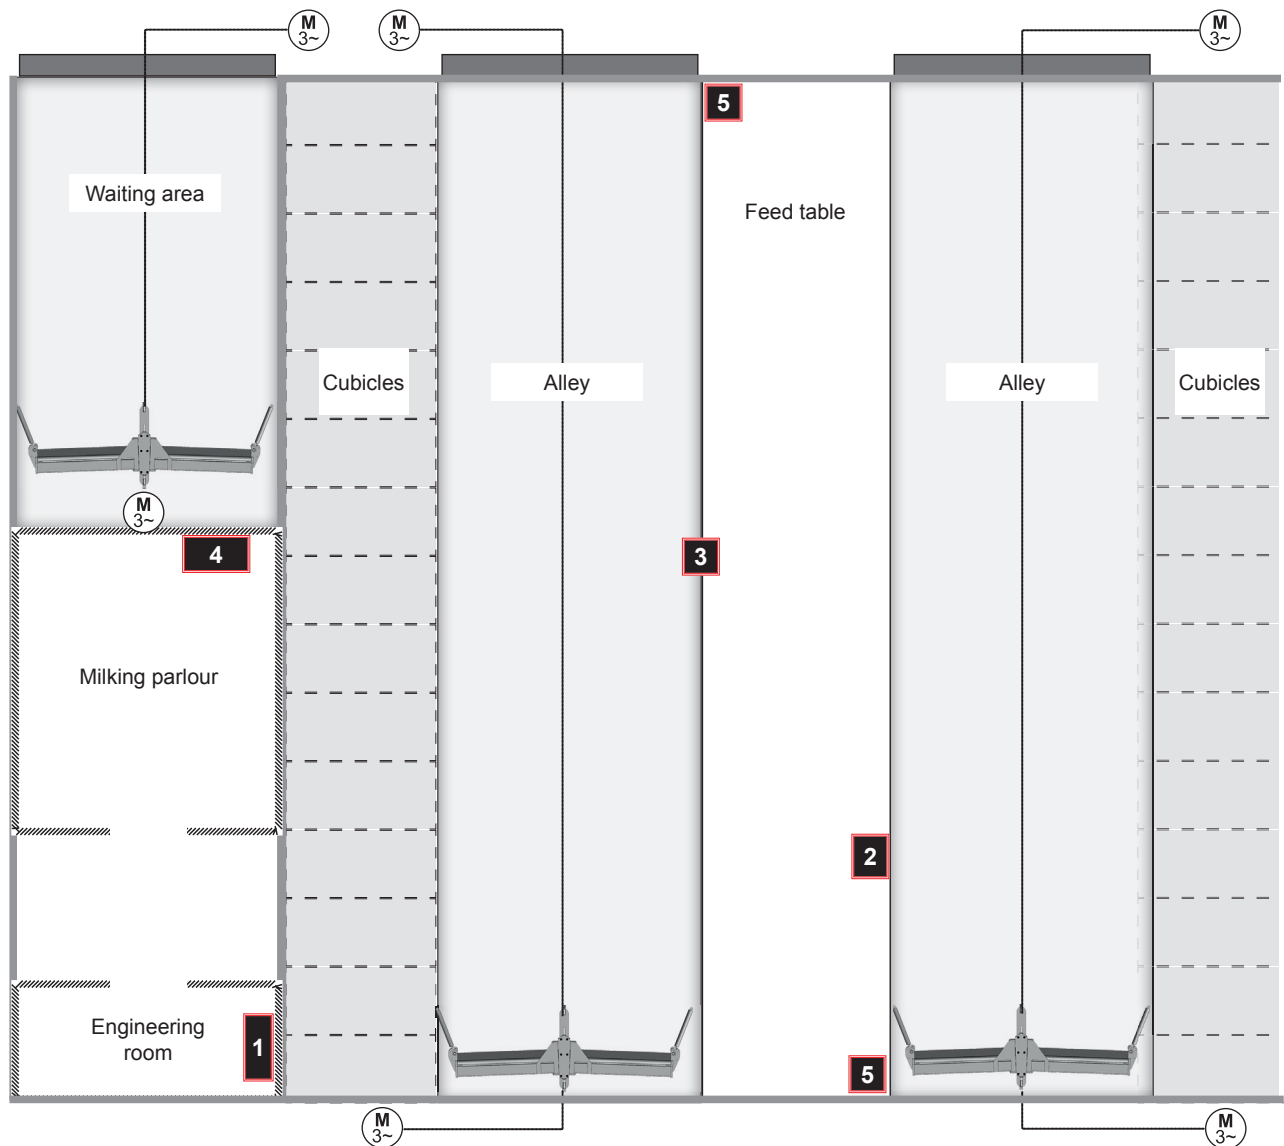 M
3~
M
3~
M
3~
5
Waiting area
Feed table
Cubicles
Alley
Alley
Cubicles
M
3~
4
3
Milking parlour
2
Engineering
room
1
5
M
3~
M
3~